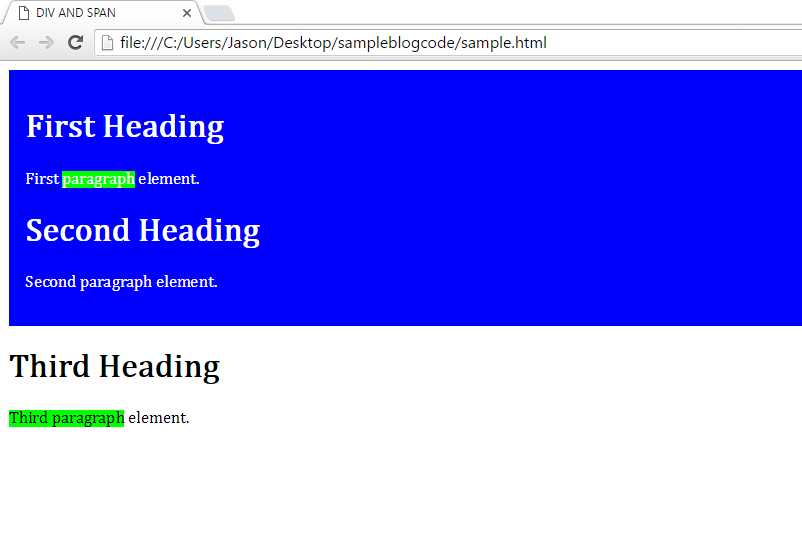 DIV AND SPAN
file:///C:/Users/Jason/Desktop/sampleblogcode/sample.html
First Heading
First paragraph element.
Second Heading
Second paragraph element.
Third Heading
Third paragraph element.